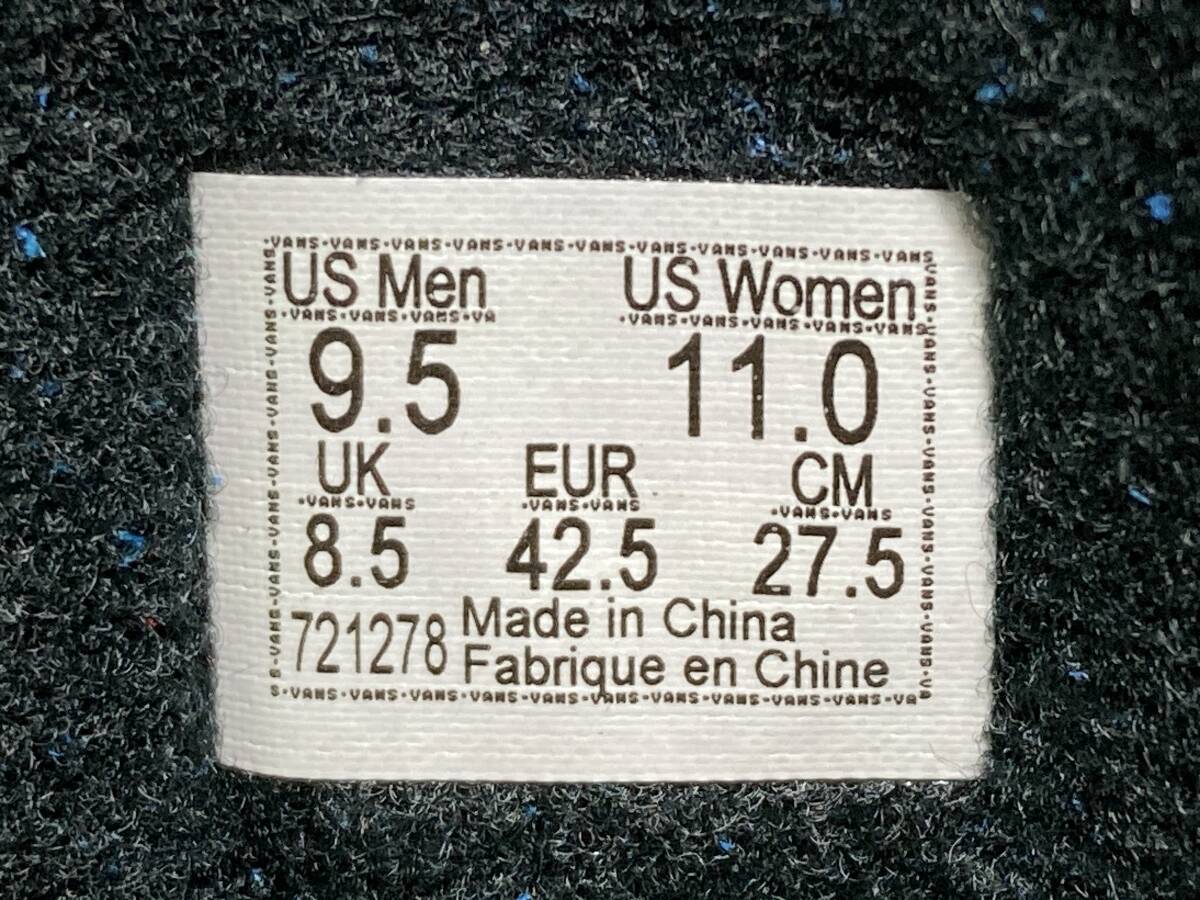 ·VANS·VANS·VANS·VANS·VANS·VANS·VANS·VANS·VANS·VANS·VANS
US Men US Women
·VANS·VANS·VANS·VA ·VANS·VANS·VANS·VANS·VANS
9.5 11.0
UK EUR CM
·VANS·VANS ·VANS·VANS ·VANS·VANS
8.5 42.5 27.5
721278 Made in China
Fabrique en Chine
S·VANS·VANS·VANS·VANS·VANS·VANS·VANS·VANS·VANS·VANS·VA